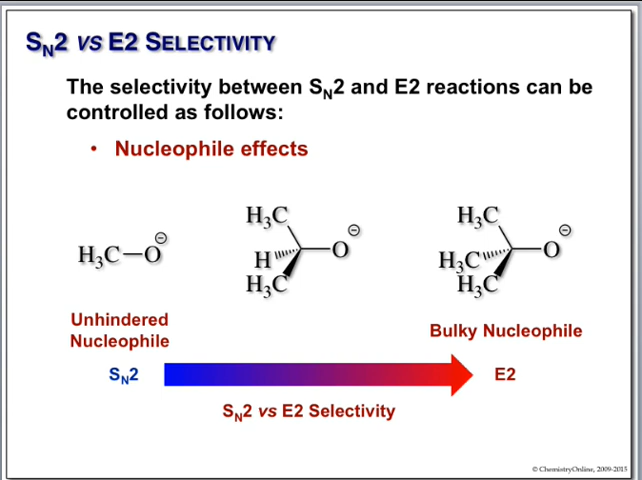 SN2 VS E2 SELECTIVITY
The selectivity between SN2 and E2 reactions can be
controlled as follows:
• Nucleophile effects
H3C—O⊖
H3C
H
H3C
O⊖
H3C
H3C
H3C
O⊖
Unhindered
Nucleophile
Bulky Nucleophile
SN2
E2
SN2 vs E2 Selectivity
© ChemistryOnline, 2009-2015